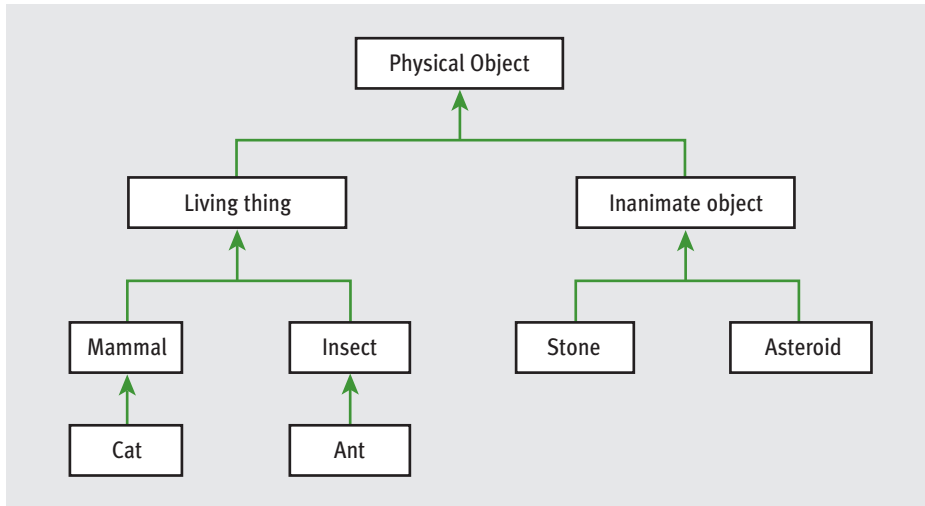 Physical Object
Living thing
Inanimate object
Mammal
Insect
Stone
Asteroid
Cat
Ant